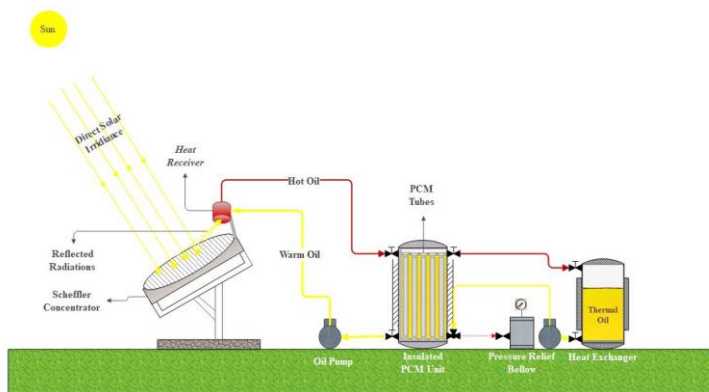 Sun
Direct Solar
Irridiance
Heat
Receiver
Hot Oil
PCM
Tubes
Reflected
Radiations
Warm Oil
Scheffler
Concentrator
Thermal
Oil
Oil Pump
Insulated
PCM Unit
Pressure Relief
Bellow
Heat Exchanger